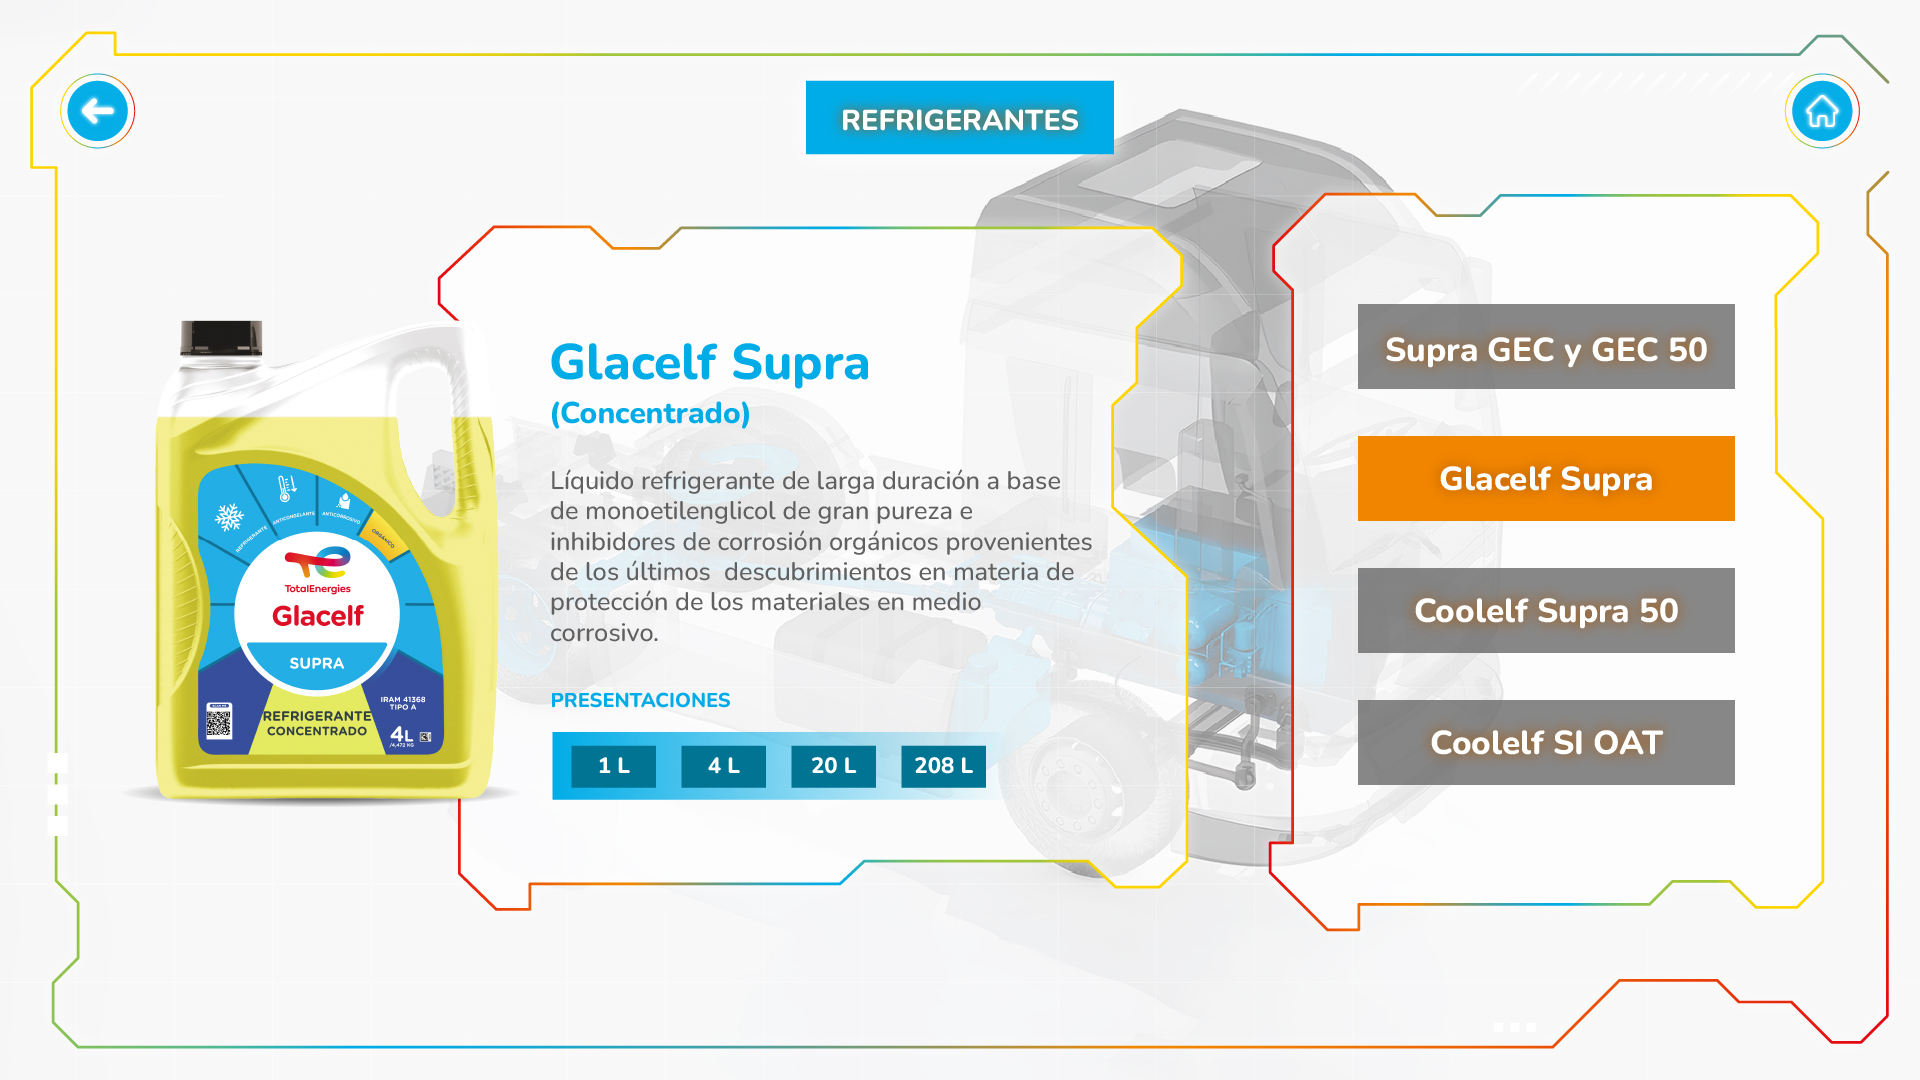 REFRIGERANTES
Glacelf Supra
(Concentrado)
Líquido refrigerante de larga duración a base
de monoetilenglicol de gran pureza e
inhibidores de corrosión orgánicos provenientes
de los últimos  descubrimientos en materia de
protección de los materiales en medio
corrosivo.
PRESENTACIONES
1 L
4 L
20 L
208 L
Supra GEC y GEC 50
Glacelf Supra
Coolelf Supra 50
Coolelf SI OAT
REFRIGERANTE
ANTICONGELANTE
ANTICORROSIVO
ORGÁNICO
TotalEnergies
Glacelf
SUPRA
IRAM 41368
TIPO A
REFRIGERANTE
CONCENTRADO
4L
/4,472 KG